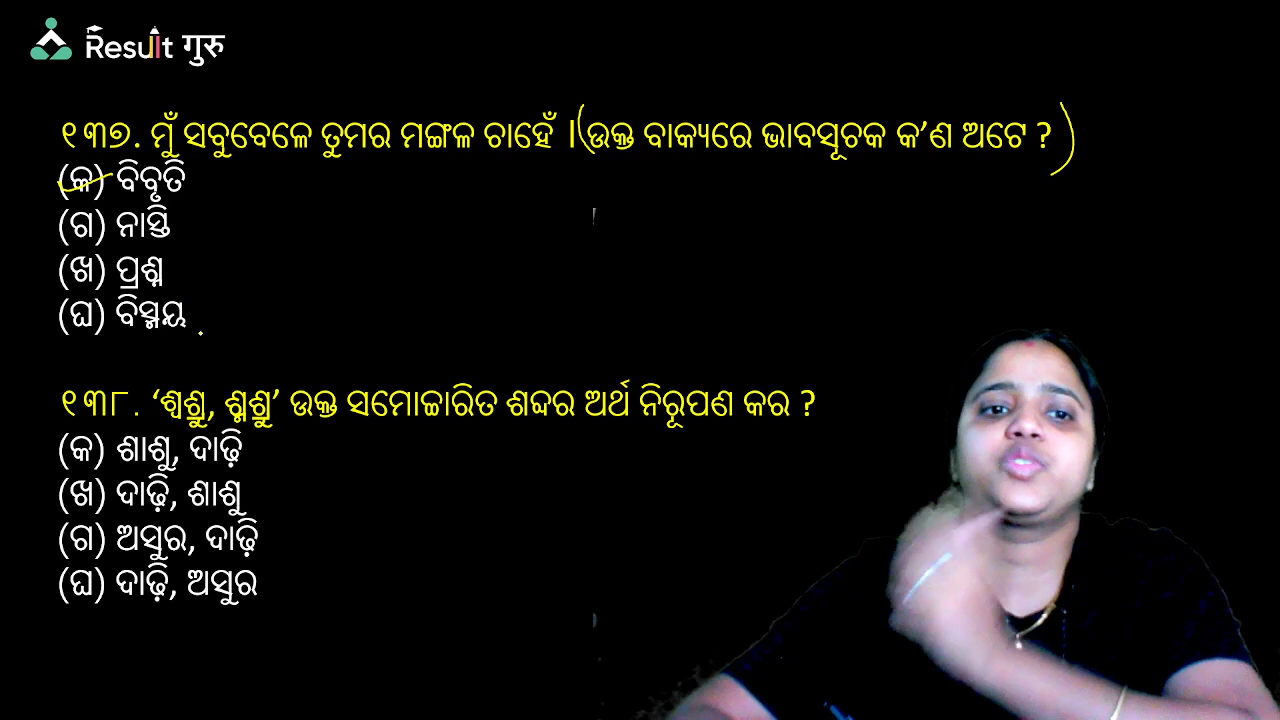 Result गुरु
୧୩୭. ମୁଁ ସବୁବେଳେ ତୁମର ମଙ୍ଗଳ ଚାହେଁ । (ଉକ୍ତ ବାକ୍ୟରେ ଭାବସୂଚକ କ'ଣ ଅଟେ ?)
(କ) ବିବୃତି
(ଗ) ନାସ୍ତି
(ଖ) ପ୍ରଶ୍ନ
(ଘ) ବିସ୍ମୟ
୧୩୮. ‘ଶ୍ୱଶ୍ରୁ, ଶ୍ମଶ୍ରୁ’ ଉକ୍ତ ସମୋଚ୍ଚାରିତ ଶବ୍ଦର ଅର୍ଥ ନିରୂପଣ କର ?
(କ) ଶାଶୁ, ଦାଢ଼ି
(ଖ) ଦାଢ଼ି, ଶାଶୁ
(ଗ) ଅସୁର, ଦାଢ଼ି
(ଘ) ଦାଢ଼ି, ଅସୁର